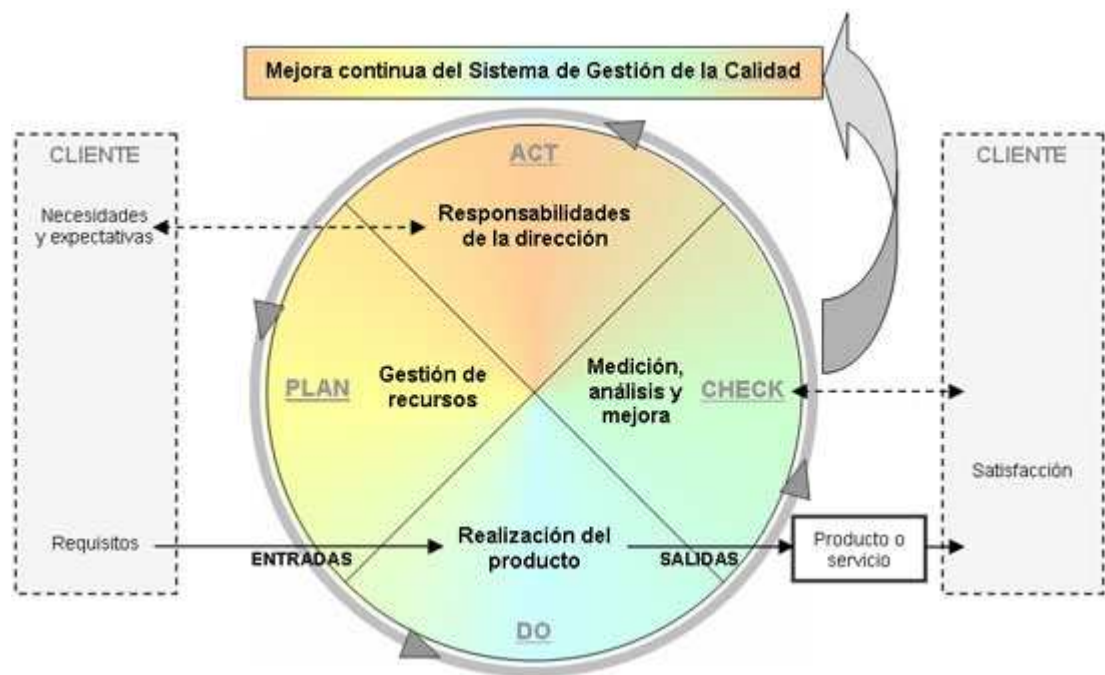 Mejora continua del Sistema de Gestión de la Calidad
CLIENTE
Necesidades
y expectativas
Requisitos
ACT
Responsabilidades
de la dirección
PLAN
Gestión de
recursos
Medición,
análisis y
mejora
CHECK
ENTRADAS
Realización del
producto
SALIDAS
DO
Producto o
servicio
CLIENTE
Satisfacción